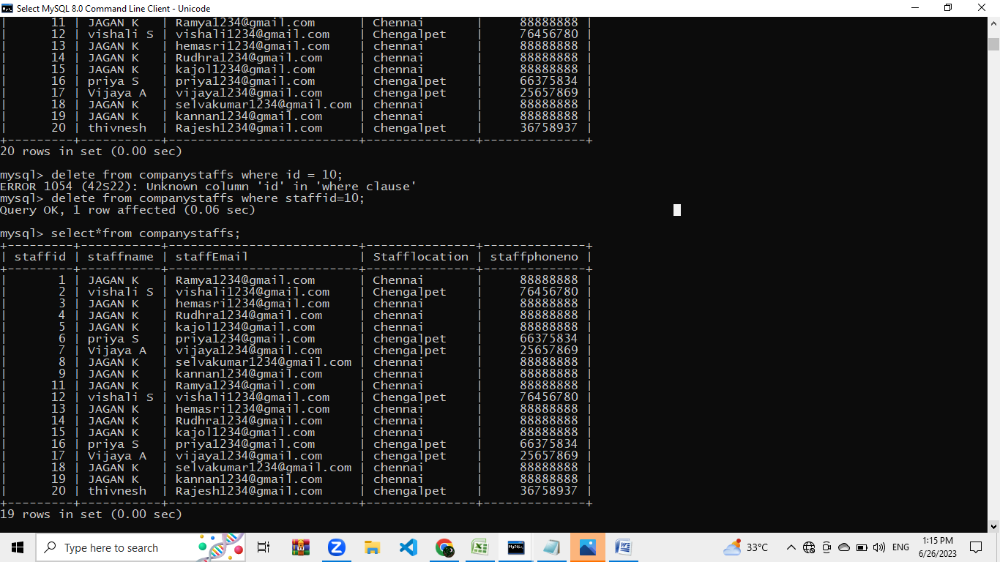 Select MySQL 8.0 Command Line Client - Unicode
| 11 | JAGAN K | Ramya1234@gmail.com | Chennai | 88888888 |
| 12 | vishali S | vishali1234@gmail.com | Chengalpet | 76456780 |
| 13 | JAGAN K | hemasri1234@gmail.com | chennai | 88888888 |
| 14 | JAGAN K | Rudhra1234@gmail.com | chennai | 88888888 |
| 15 | JAGAN K | kajol1234@gmail.com | chennai | 88888888 |
| 16 | priya S | priya1234@gmail.com | chengalpet | 66375834 |
| 17 | Vijaya A | vijaya1234@gmail.com | chengalpet | 25657869 |
| 18 | JAGAN K | selvakumar1234@gmail.com | chennai | 88888888 |
| 19 | JAGAN K | kannan1234@gmail.com | chennai | 88888888 |
| 20 | thivnesh | Rajesh1234@gmail.com | chengalpet | 36758937 |
+---------+-----------+--------------------------+---------------+--------------+
20 rows in set (0.00 sec)
mysql> delete from companystaffs where id = 10;
ERROR 1054 (42S22): Unknown column 'id' in 'where clause'
mysql> delete from companystaffs where staffid=10;
Query OK, 1 row affected (0.06 sec)
mysql> select*from companystaffs;
+---------+-----------+--------------------------+---------------+--------------+
| staffid | staffname | staffEmail | Stafflocation | staffphoneno |
+---------+-----------+--------------------------+---------------+--------------+
| 1 | JAGAN K | Ramya1234@gmail.com | Chennai | 88888888 |
| 2 | vishali S | vishali1234@gmail.com | Chengalpet | 76456780 |
| 3 | JAGAN K | hemasri1234@gmail.com | chennai | 88888888 |
| 4 | JAGAN K | Rudhra1234@gmail.com | chennai | 88888888 |
| 5 | JAGAN K | kajol1234@gmail.com | chennai | 88888888 |
| 6 | priya S | priya1234@gmail.com | chengalpet | 66375834 |
| 7 | Vijaya A | vijaya1234@gmail.com | chengalpet | 25657869 |
| 8 | JAGAN K | selvakumar1234@gmail.com | chennai | 88888888 |
| 9 | JAGAN K | kannan1234@gmail.com | chennai | 88888888 |
| 11 | JAGAN K | Ramya1234@gmail.com | Chennai | 88888888 |
| 12 | vishali S | vishali1234@gmail.com | Chengalpet | 76456780 |
| 13 | JAGAN K | hemasri1234@gmail.com | chennai | 88888888 |
| 14 | JAGAN K | Rudhra1234@gmail.com | chennai | 88888888 |
| 15 | JAGAN K | kajol1234@gmail.com | chennai | 88888888 |
| 16 | priya S | priya1234@gmail.com | chengalpet | 66375834 |
| 17 | Vijaya A | vijaya1234@gmail.com | chengalpet | 25657869 |
| 18 | JAGAN K | selvakumar1234@gmail.com | chennai | 88888888 |
| 19 | JAGAN K | kannan1234@gmail.com | chennai | 88888888 |
| 20 | thivnesh | Rajesh1234@gmail.com | chengalpet | 36758937 |
+---------+-----------+--------------------------+---------------+--------------+
19 rows in set (0.00 sec)
Type here to search
33°C
ENG
1:15 PM
6/26/2023